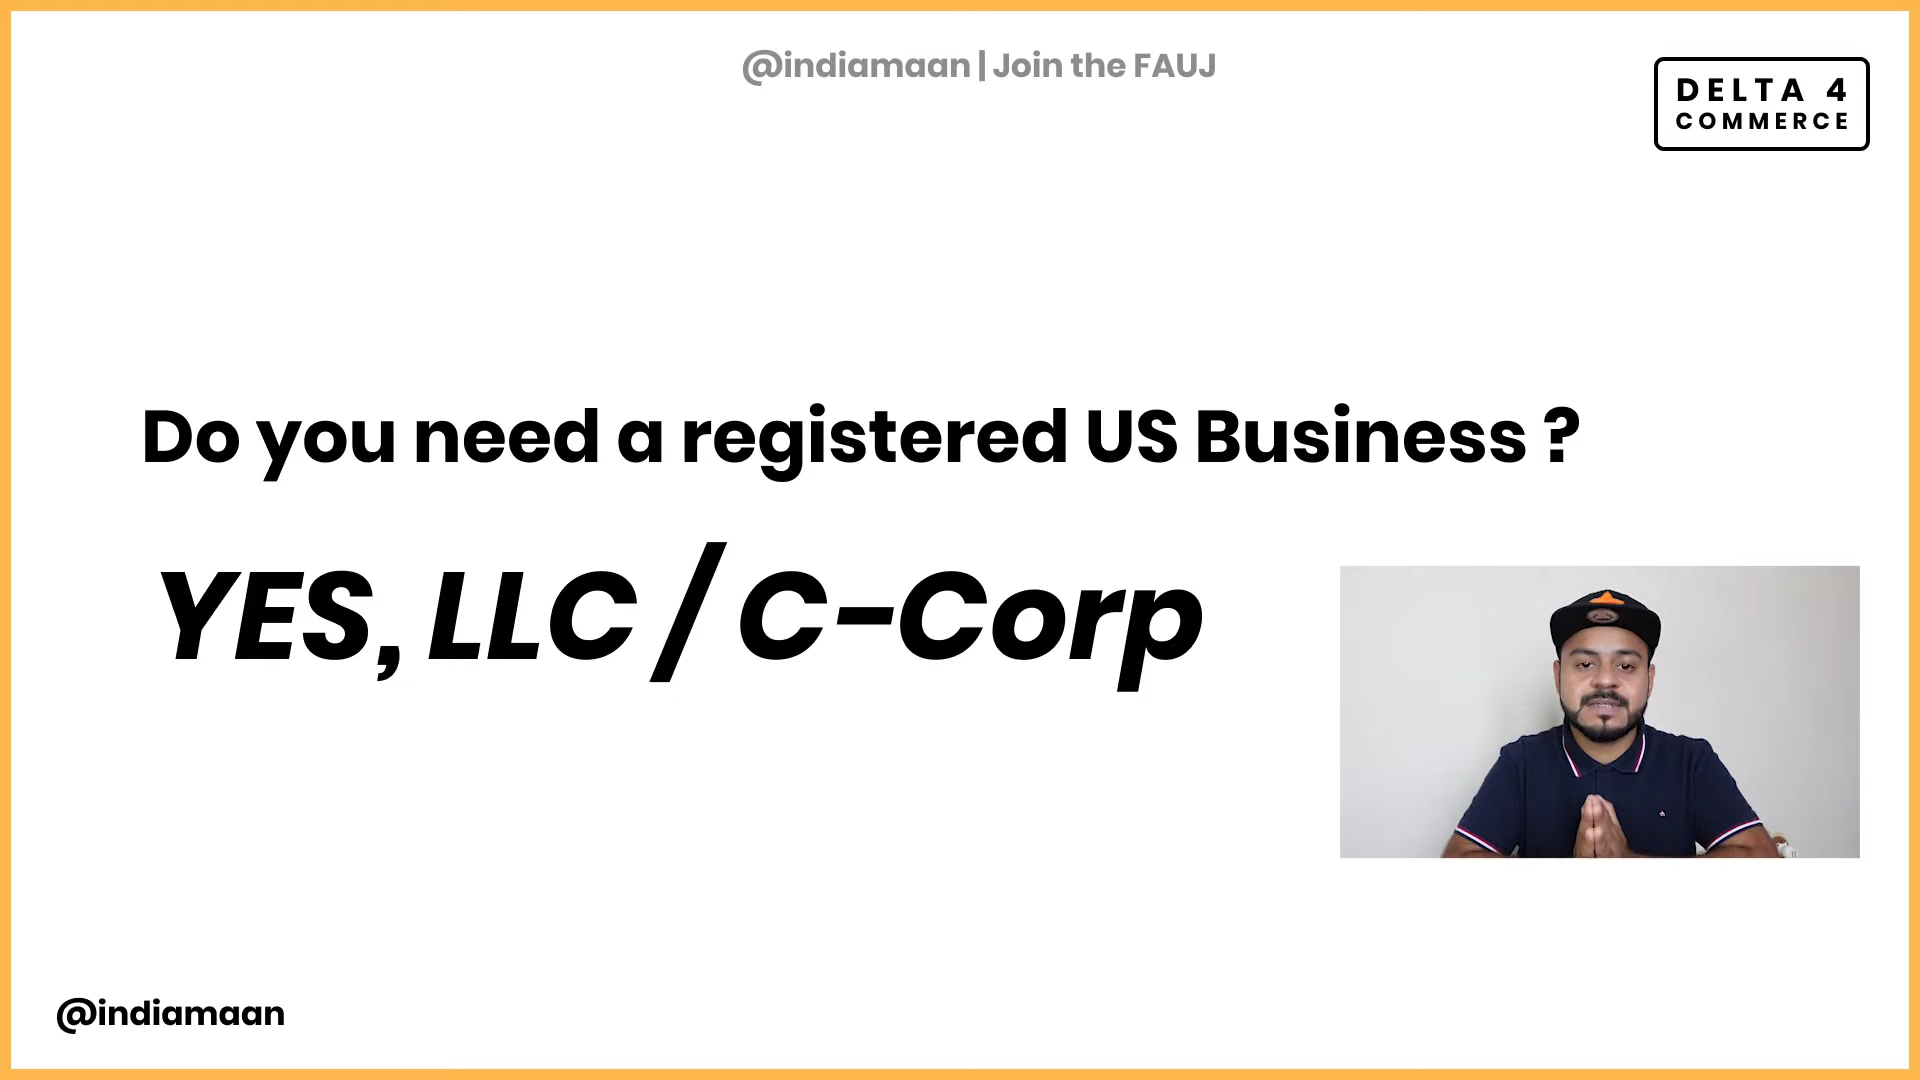 @indiamaan | Join the FAUJ
DELTA 4
COMMERCE
Do you need a registered US Business ?
YES, LLC / C-Corp
@indiamaan